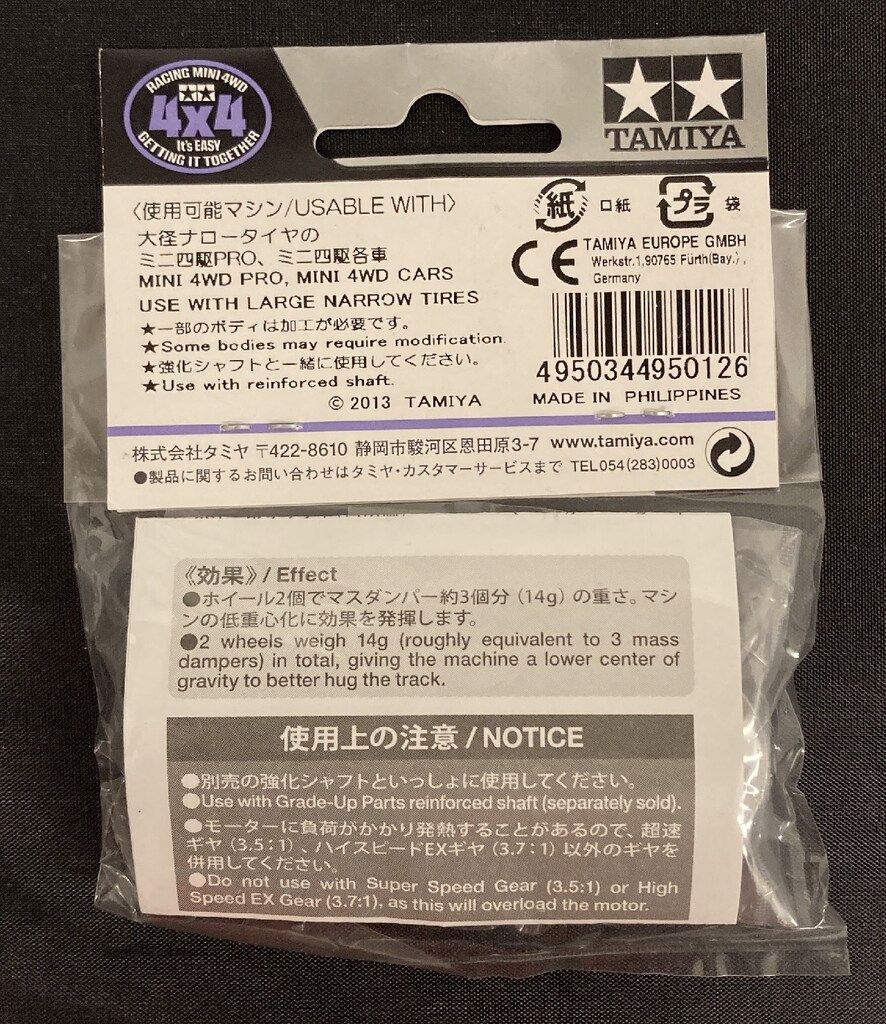 RACING MINI 4WD
4x4
It's EASY
GETTING IT TOGETHER
TAMIYA
〈使用可能マシン/USABLE WITH〉
大径ナロータイヤの
ミニ四駆PRO、ミニ四駆各車
MINI 4WD PRO, MINI 4WD CARS
USE WITH LARGE NARROW TIRES
★一部のボディは加工が必要です。
★Some bodies may require modification.
★強化シャフトと一緒に使用してください。
★Use with reinforced shaft.
© 2013 TAMIYA
紙 口紙 プラ 袋
CE TAMIYA EUROPE GMBH
Werkstr.1.90765 Fürth(Bay.),
Germany
4950344950126
MADE IN PHILIPPINES
株式会社タミヤ 〒422-8610 静岡市駿河区恩田原3-7 www.tamiya.com
●製品に関するお問い合わせはタミヤ・カスタマーサービスまで TEL054(283)0003
《効果》/ Effect
●ホイール2個でマスダンパー約3個分（14g）の重さ。マシ
ンの低重心化に効果を発揮します。
●2 wheels weigh 14g (roughly equivalent to 3 mass
dampers) in total, giving the machine a lower center of
gravity to better hug the track.
使用上の注意 / NOTICE
●別売の強化シャフトといっしょに使用してください。
●Use with Grade-Up Parts reinforced shaft (separately sold).
●モーターに負荷がかかり発熱することがあるので、超速
ギヤ（3.5：1）、ハイスピードEXギヤ（3.7：1）以外のギヤを
併用してください。
●Do not use with Super Speed Gear (3.5:1) or High
Speed EX Gear (3.7:1), as this will overload the motor.